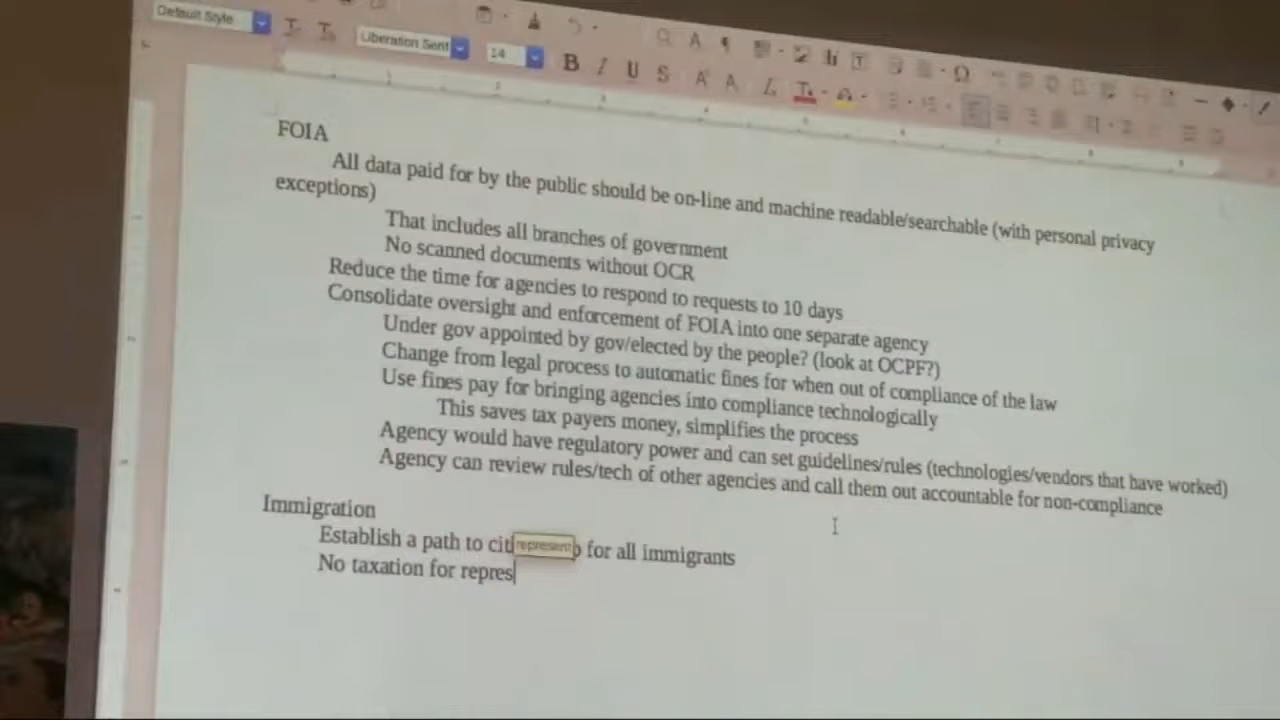 Default Style
Liberation Seri
14
B I U S
FOIA
All data paid for by the public should be on-line and machine readable/searchable (with personal privacy
exceptions)
That includes all branches of government
No scanned documents without OCR
Reduce the time for agencies to respond to requests to 10 days
Consolidate oversight and enforcement of FOIA into one separate agency
Under gov appointed by gov/elected by the people? (look at OCPF?)
Change from legal process to automatic fines for when out of compliance of the law
Use fines pay for bringing agencies into compliance technologically
This saves tax payers money, simplifies the process
Agency would have regulatory power and can set guidelines/rules (technologies/vendors that have worked)
Agency can review rules/tech of other agencies and call them out accountable for non-compliance
Immigration
Establish a path to cit represent p for all immigrants
No taxation for repres